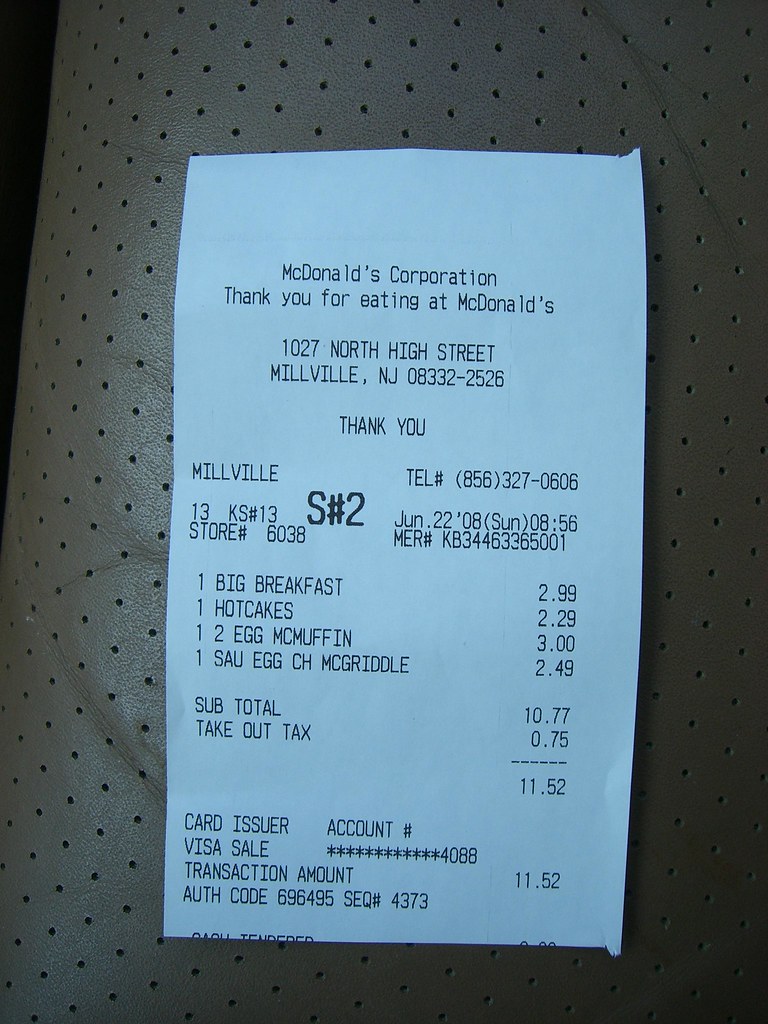 McDonald's Corporation
Thank you for eating at McDonald's
1027 NORTH HIGH STREET
MILLVILLE, NJ 08332-2526
THANK YOU
MILLVILLE TEL# (856)327-0606
13 KS#13 S#2 Jun.22'08(Sun)08:56
STORE# 6038 MER# KB34463365001
1 BIG BREAKFAST 2.99
1 HOTCAKES 2.29
1 2 EGG MCMUFFIN 3.00
1 SAU EGG CH MCGRIDDLE 2.49
SUB TOTAL 10.77
TAKE OUT TAX 0.75
------
11.52
CARD ISSUER ACCOUNT #
VISA SALE ************4088
TRANSACTION AMOUNT 11.52
AUTH CODE 696495 SEQ# 4373
CASH TENDERED 0.00